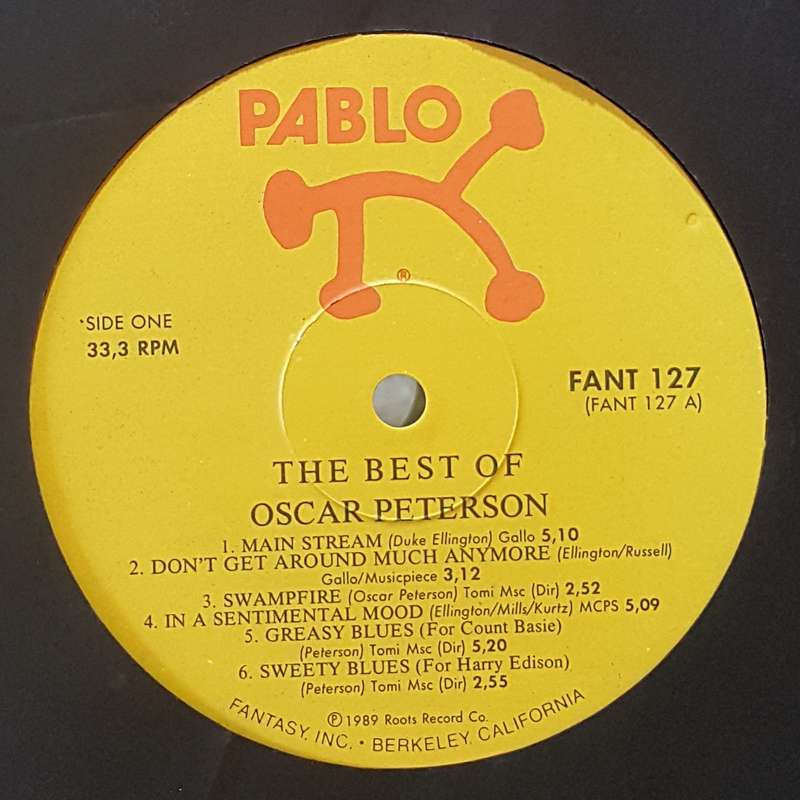 PABLO
®
SIDE ONE
33,3 RPM
FANT 127
(FANT 127 A)
THE BEST OF
OSCAR PETERSON
1. MAIN STREAM (Duke Ellington) Gallo 5,10
2. DON'T GET AROUND MUCH ANYMORE (Ellington/Russell)
Gallo/Musicpiece 3,12
3. SWAMPFIRE (Oscar Peterson) Tomi Msc (Dir) 2,52
4. IN A SENTIMENTAL MOOD (Ellington/Mills/Kurtz) MCPS 5,09
5. GREASY BLUES (For Count Basie)
(Peterson) Tomi Msc (Dir) 5,20
6. SWEETY BLUES (For Harry Edison)
(Peterson) Tomi Msc (Dir) 2,55
℗1989 Roots Record Co.
FANTASY, INC. • BERKELEY, CALIFORNIA